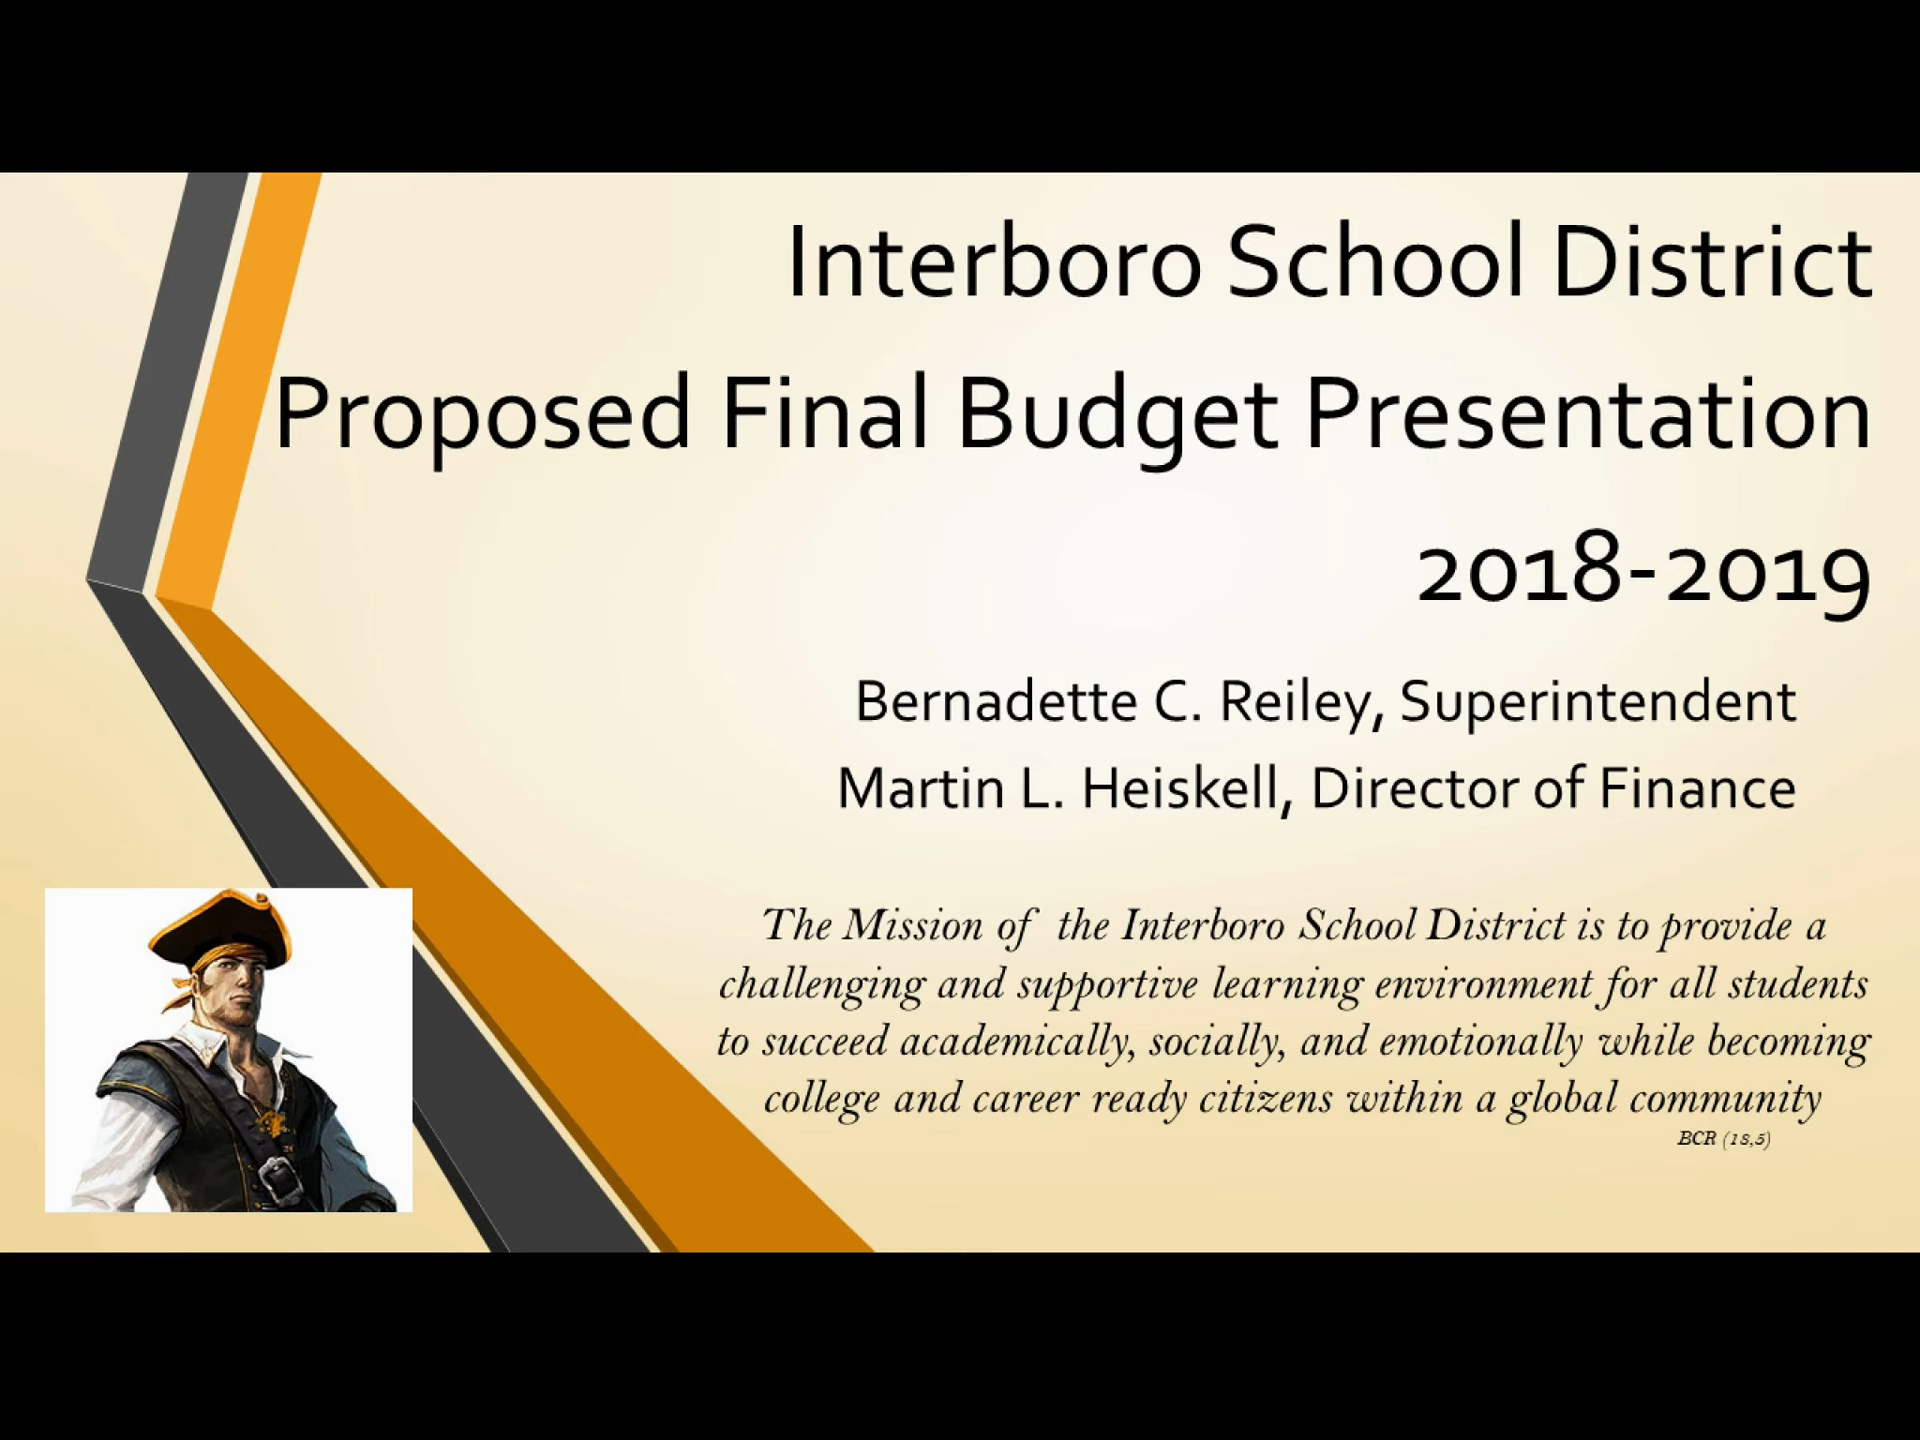 Interboro School District
Proposed Final Budget Presentation
2018-2019
Bernadette C. Reiley, Superintendent
Martin L. Heiskell, Director of Finance
The Mission of the Interboro School District is to provide a
challenging and supportive learning environment for all students
to succeed academically, socially, and emotionally while becoming
college and career ready citizens within a global community
BCR (18,5)